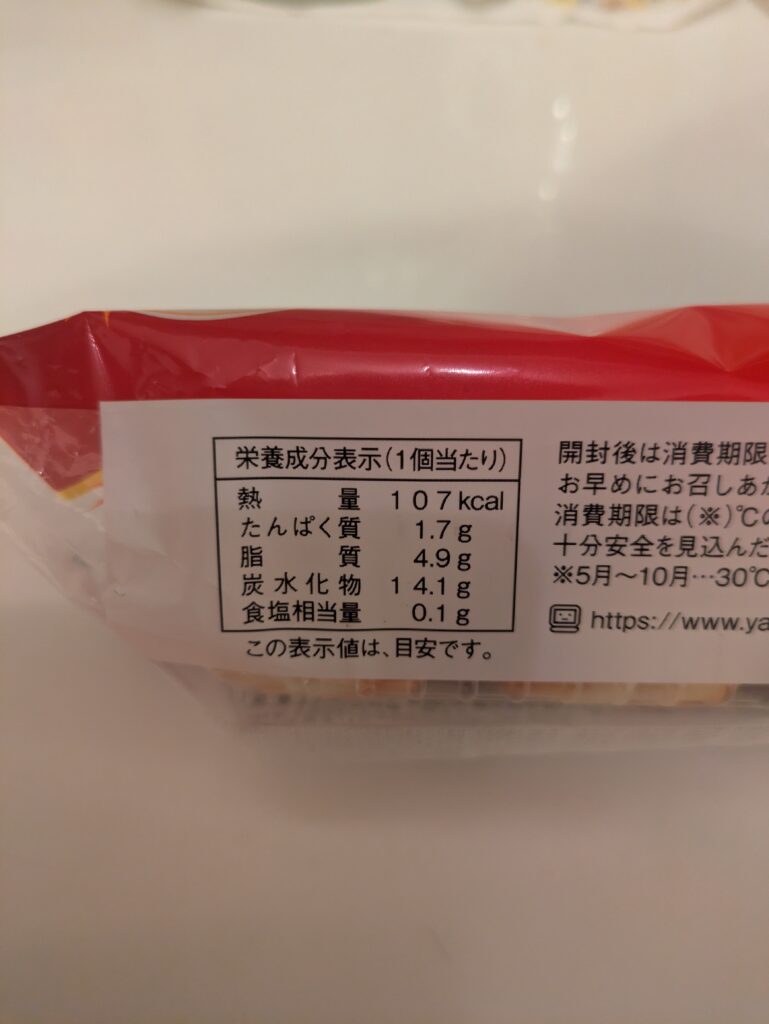 栄養成分表示(1個当たり)
熱量 107kcal
たんぱく質 1.7g
脂質 4.9g
炭水化物 14.1g
食塩相当量 0.1g
この表示値は、目安です。
開封後は消費期限
お早めにお召しあが
消費期限は(※)℃の
十分安全を見込んだ
※5月~10月…30℃
https://www.ya